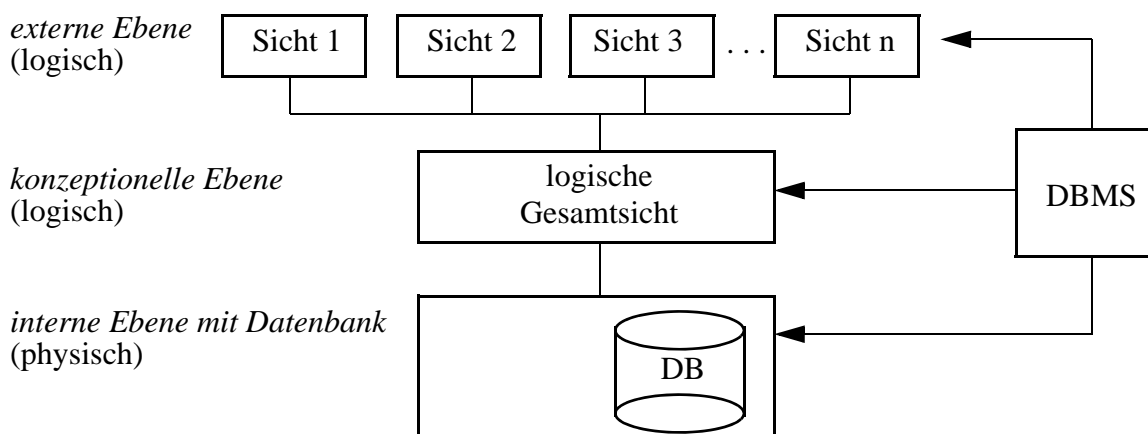 externe Ebene
(logisch)
Sicht 1
Sicht 2
Sicht 3
. . .
Sicht n
konzeptionelle Ebene
(logisch)
logische
Gesamtsicht
DBMS
interne Ebene mit Datenbank
(physisch)
DB